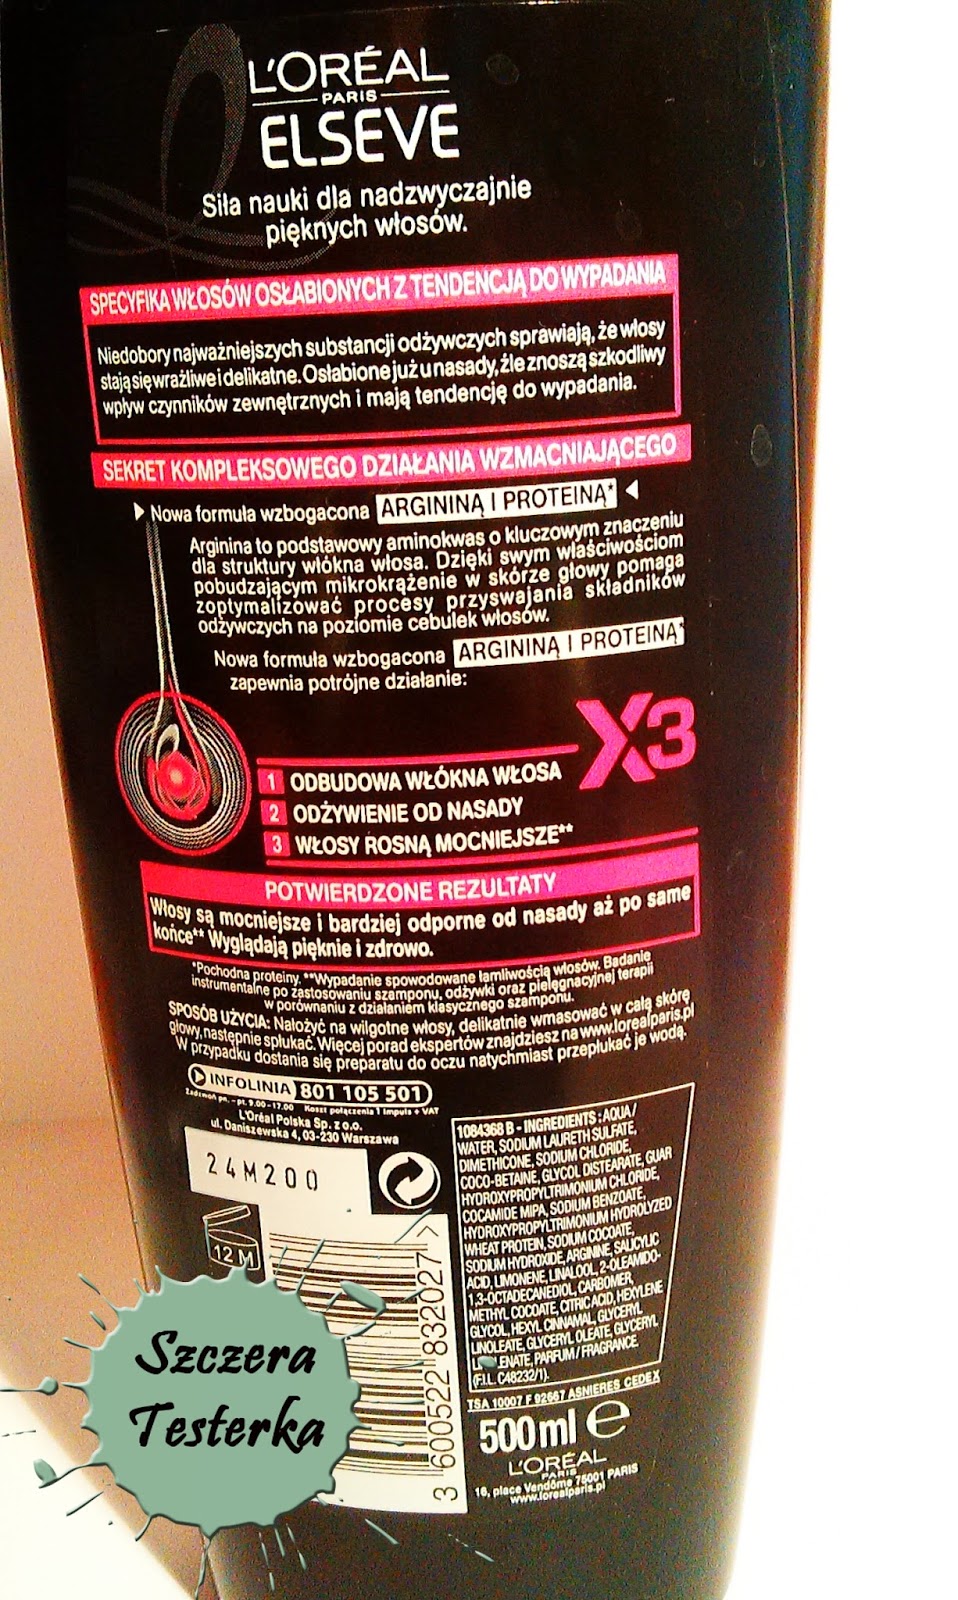 L'ORÉAL
PARIS
ELSEVE
Siła nauki dla nadzwyczajnie
pięknych włosów.
SPECYFIKA WŁOSÓW OSŁABIONYCH Z TENDENCJĄ DO WYPADANIA
Niedobory najważniejszych substancji odżywczych sprawiają, że włosy
stają się wrażliwe i delikatne. Osłabione już u nasady, źle znoszą szkodliwy
wpływ czynników zewnętrznych i mają tendencję do wypadania.
SEKRET KOMPLEKSOWEGO DZIAŁANIA WZMACNIAJĄCEGO
Nowa formuła wzbogacona ARGININĄ I PROTEINĄ*
Arginina to podstawowy aminokwas o kluczowym znaczeniu
dla struktury włókna włosa. Dzięki swym właściwościom
pobudzającym mikrokrążenie w skórze głowy pomaga
zoptymalizować procesy przyswajania składników
odżywczych na poziomie cebulek włosów.
Nowa formuła wzbogacona ARGININĄ I PROTEINĄ*
zapewnia potrójne działanie:
X3
1 ODBUDOWA WŁÓKNA WŁOSA
2 ODŻYWIENIE OD NASADY
3 WŁOSY ROSNĄ MOCNIEJSZE**
POTWIERDZONE REZULTATY
Włosy są mocniejsze i bardziej odporne od nasady aż po same
końce** Wyglądają pięknie i zdrowo.
*Pochodna proteiny. **Wypadanie spowodowane łamliwością włosów. Badanie
instrumentalne po zastosowaniu szamponu, odżywki oraz pielęgnacyjnej terapii
w porównaniu z działaniem klasycznego szamponu.
SPOSÓB UŻYCIA: Nałożyć na wilgotne włosy, delikatnie wmasować w całą skórę
głowy, następnie spłukać. Więcej porad ekspertów znajdziesz na www.lorealparis.pl
W przypadku dostania się preparatu do oczu natychmiast przepłukać je wodą.
INFOLINIA 801 105 501
Zadzwoń pn. - pt. 9.00-17.00 Koszt połączenia 1 impuls + VAT
L'Oréal Polska Sp. z o.o.
ul. Daniszewska 4, 03-230 Warszawa
24M200
12 M
3 600522 832027 >
1084368 B - INGREDIENTS : AQUA /
WATER, SODIUM LAURETH SULFATE,
DIMETHICONE, SODIUM CHLORIDE,
COCO-BETAINE, GLYCOL DISTEARATE, GUAR
HYDROXYPROPYLTRIMONIUM CHLORIDE,
COCAMIDE MIPA, SODIUM BENZOATE,
HYDROXYPROPYLTRIMONIUM HYDROLYZED
WHEAT PROTEIN, SODIUM COCOATE,
SODIUM HYDROXIDE, ARGININE, SALICYLIC
ACID, LIMONENE, LINALOOL, 2-OLEAMIDO-
1,3-OCTADECANEDIOL, CARBOMER,
METHYL COCOATE, CITRIC ACID, HEXYLENE
GLYCOL, HEXYL CINNAMAL, GLYCERYL
LINOLEATE, GLYCERYL OLEATE, GLYCERYL
PARFUM / FRAGRANCE.
(F.I.L. C48232/1).
TSA 10007 F 92667 ASNIERES CEDEX
500ml e
L'ORÉAL
PARIS
16, place Vendôme 75001 PARIS
www.lorealparis.pl
Szczera
Testerka